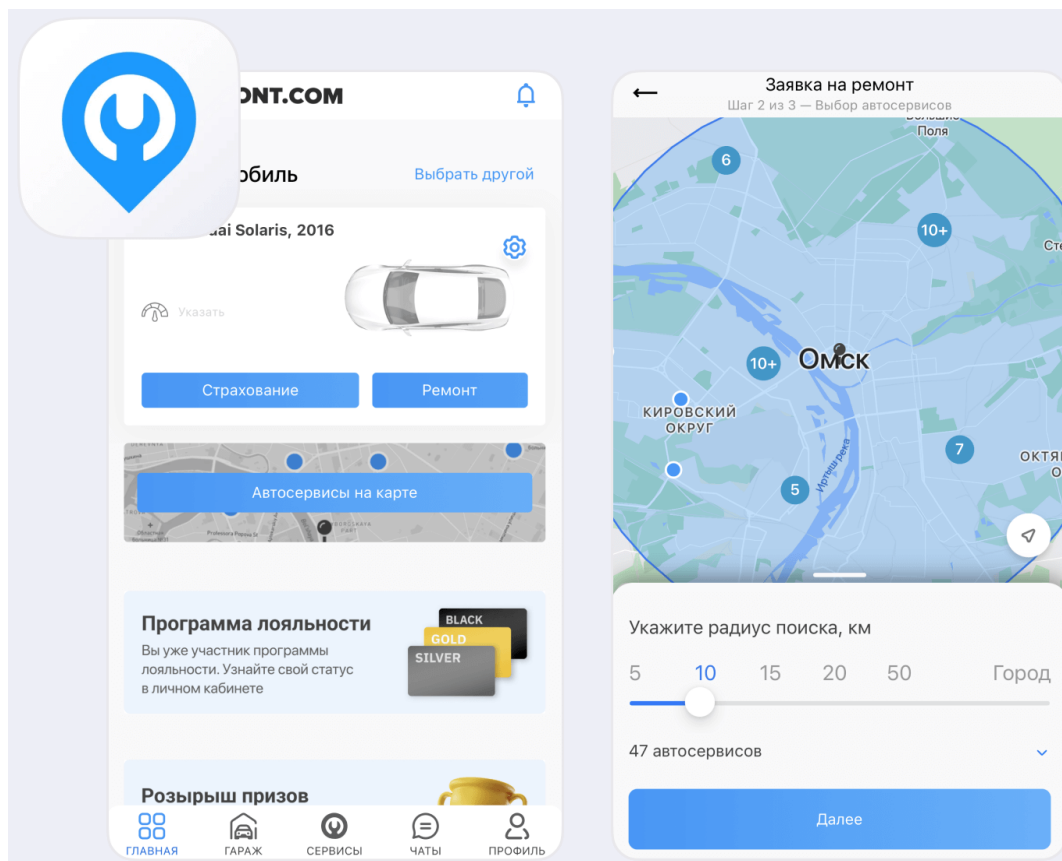 ONT.COM
обиль
Выбрать другой
dai Solaris, 2016
Указать
Страхование
Ремонт
Автосервисы на карте
Программа лояльности
Вы уже участник программы
лояльности. Узнайте свой статус
в личном кабинете
BLACK
GOLD
SILVER
Розыгрыш призов
ГЛАВНАЯ
ГАРАЖ
СЕРВИСЫ
ЧАТЫ
ПРОФИЛЬ
Заявка на ремонт
Шаг 2 из 3 — Выбор автосервисов
Большие
Поля
6
10+
Сте
10+
Омск
КИРОВСКИЙ
ОКРУГ
7
ОКТЯ
О
5
Иртыш река
Укажите радиус поиска, км
5
10
15
20
50
Город
47 автосервисов
Далее